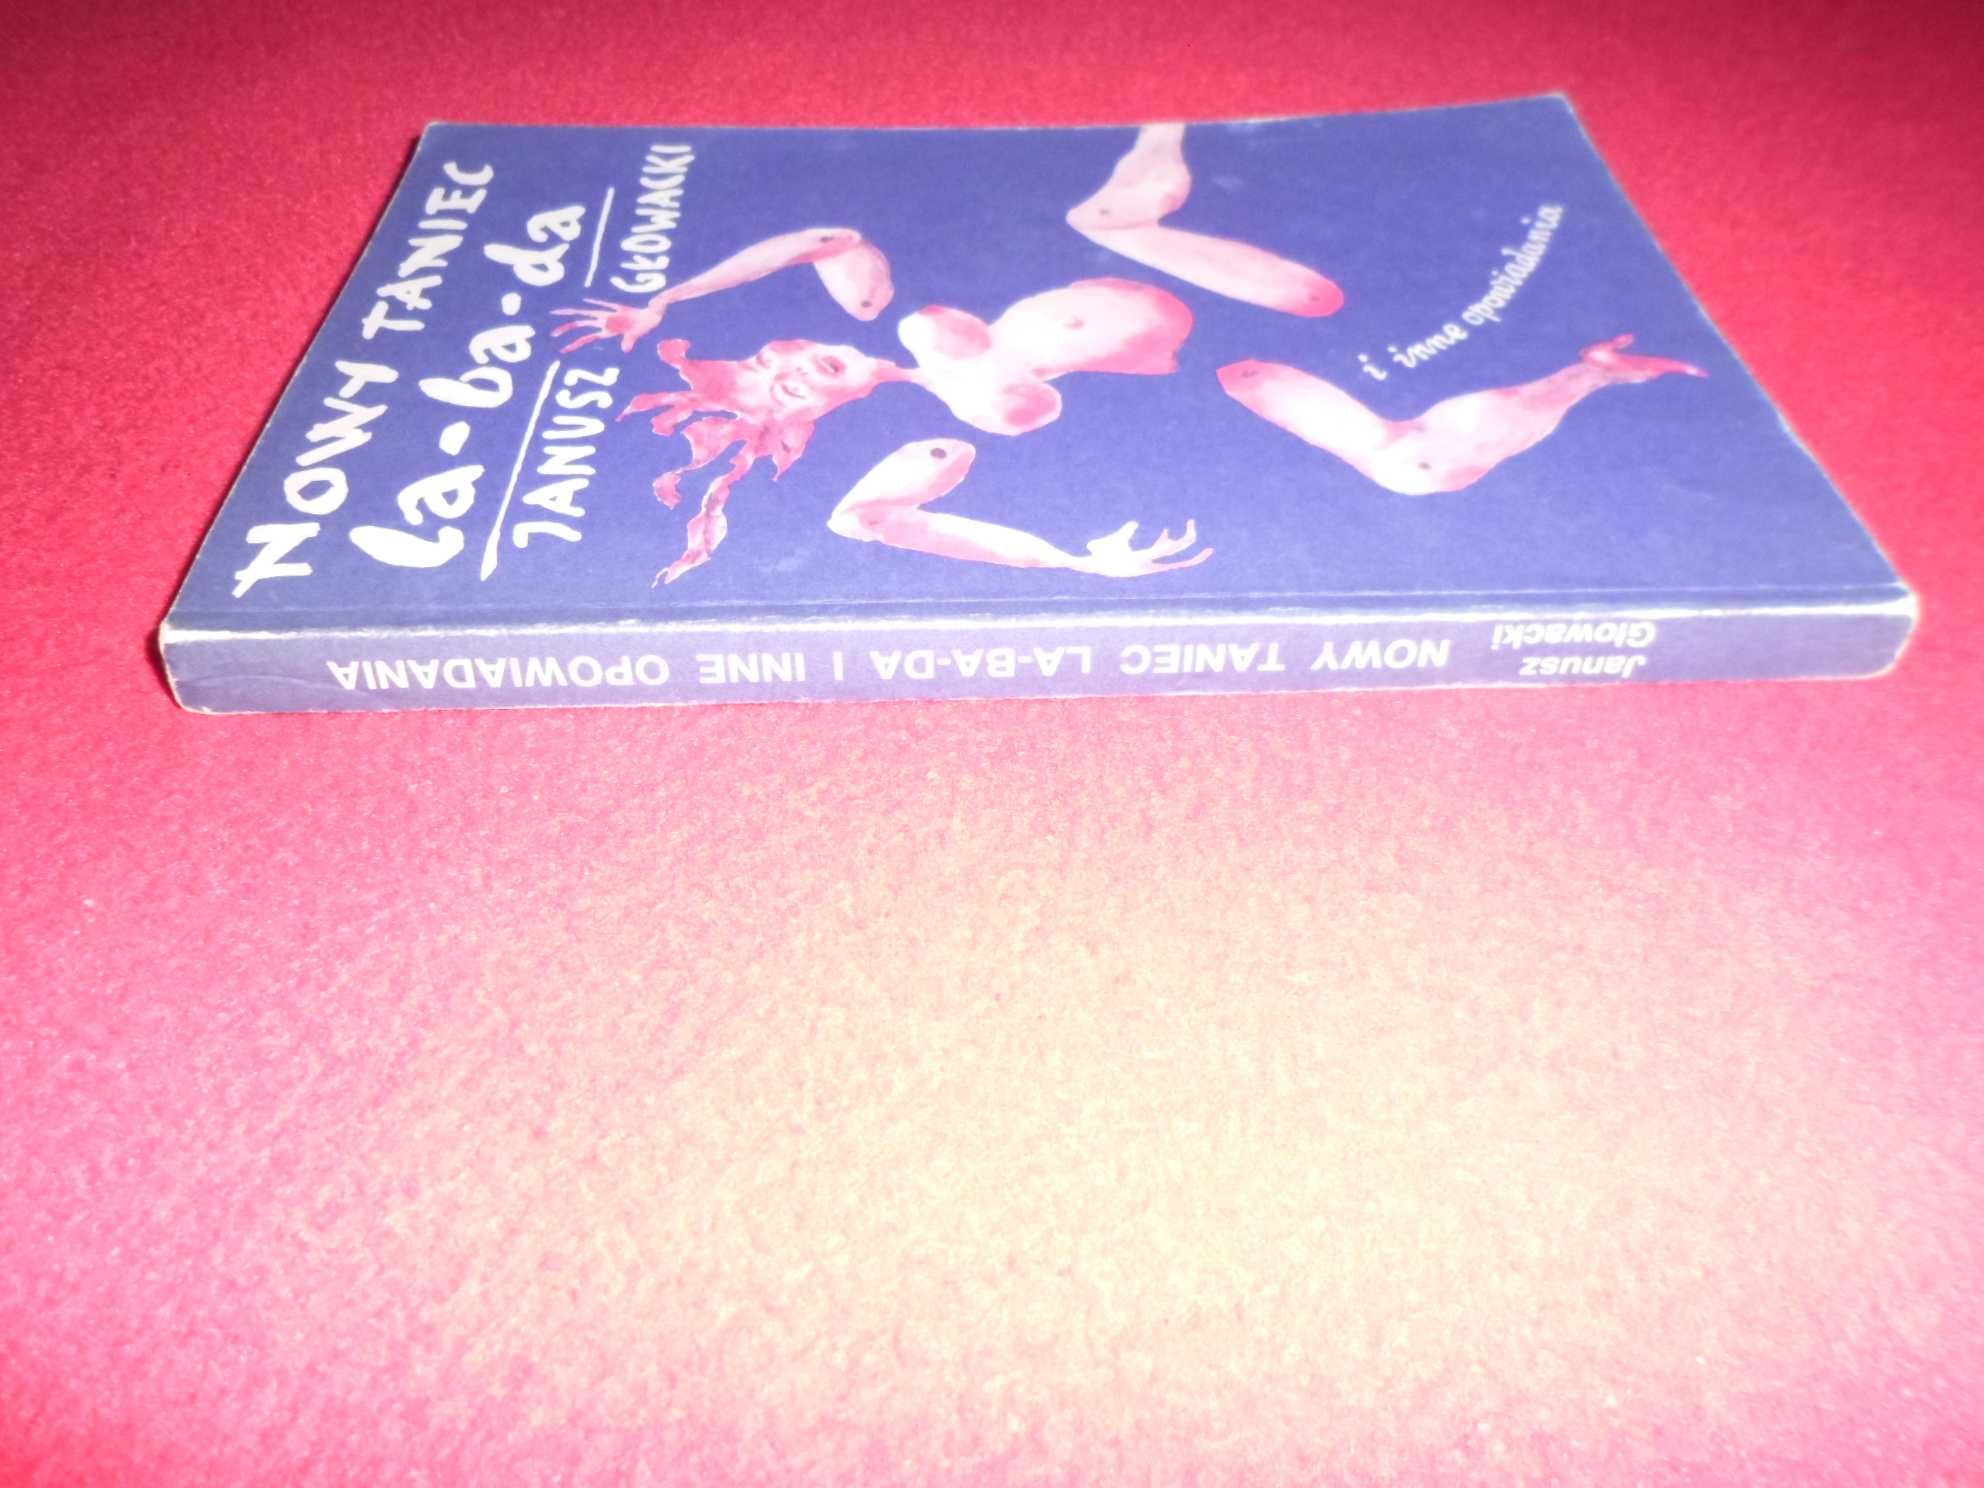 NOWY TANIEC
la-ba-da
JANUSZ GŁOWACKI
i inne opowiadania
Janusz
Głowacki
NOWY TANIEC LA-BA-DA I INNE OPOWIADANIA